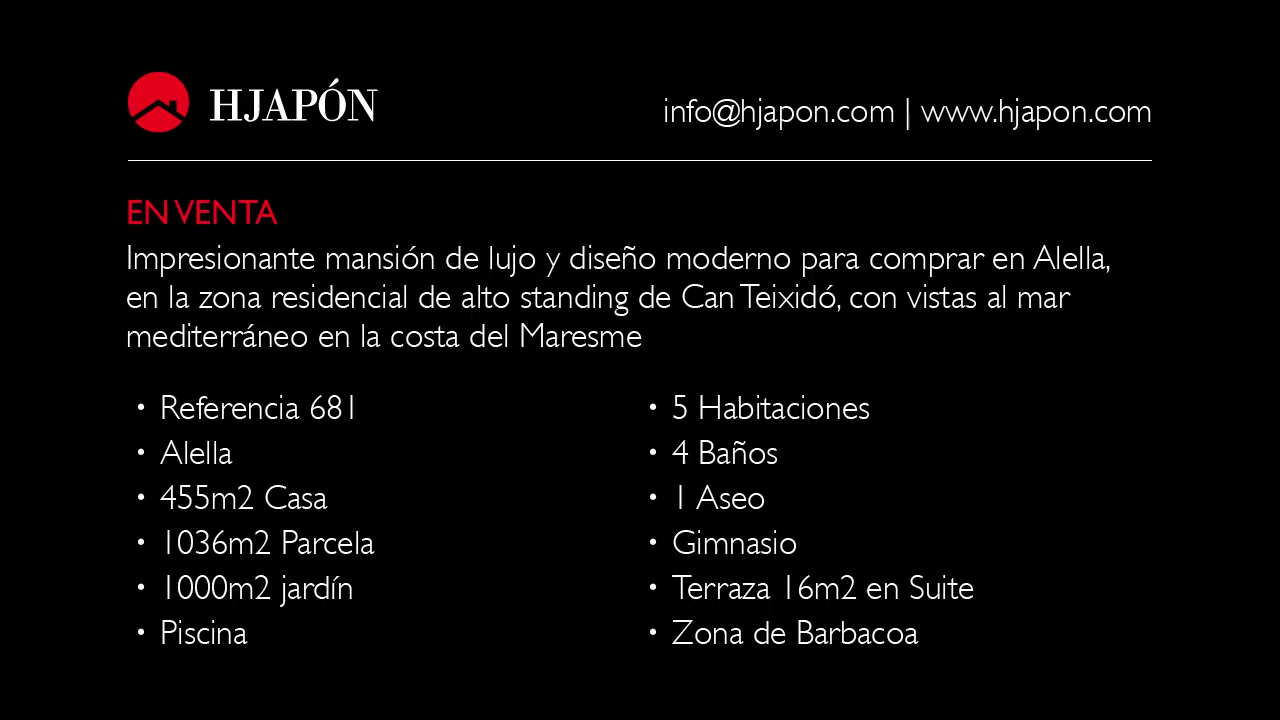 HJAPÓN
info@hjapon.com | www.hjapon.com
EN VENTA
Impresionante mansión de lujo y diseño moderno para comprar en Alella,
en la zona residencial de alto standing de Can Teixidó, con vistas al mar
mediterráneo en la costa del Maresme
• Referencia 681
• Alella
• 455m2 Casa
• 1036m2 Parcela
• 1000m2 jardín
• Piscina
• 5 Habitaciones
• 4 Baños
• 1 Aseo
• Gimnasio
• Terraza 16m2 en Suite
• Zona de Barbacoa